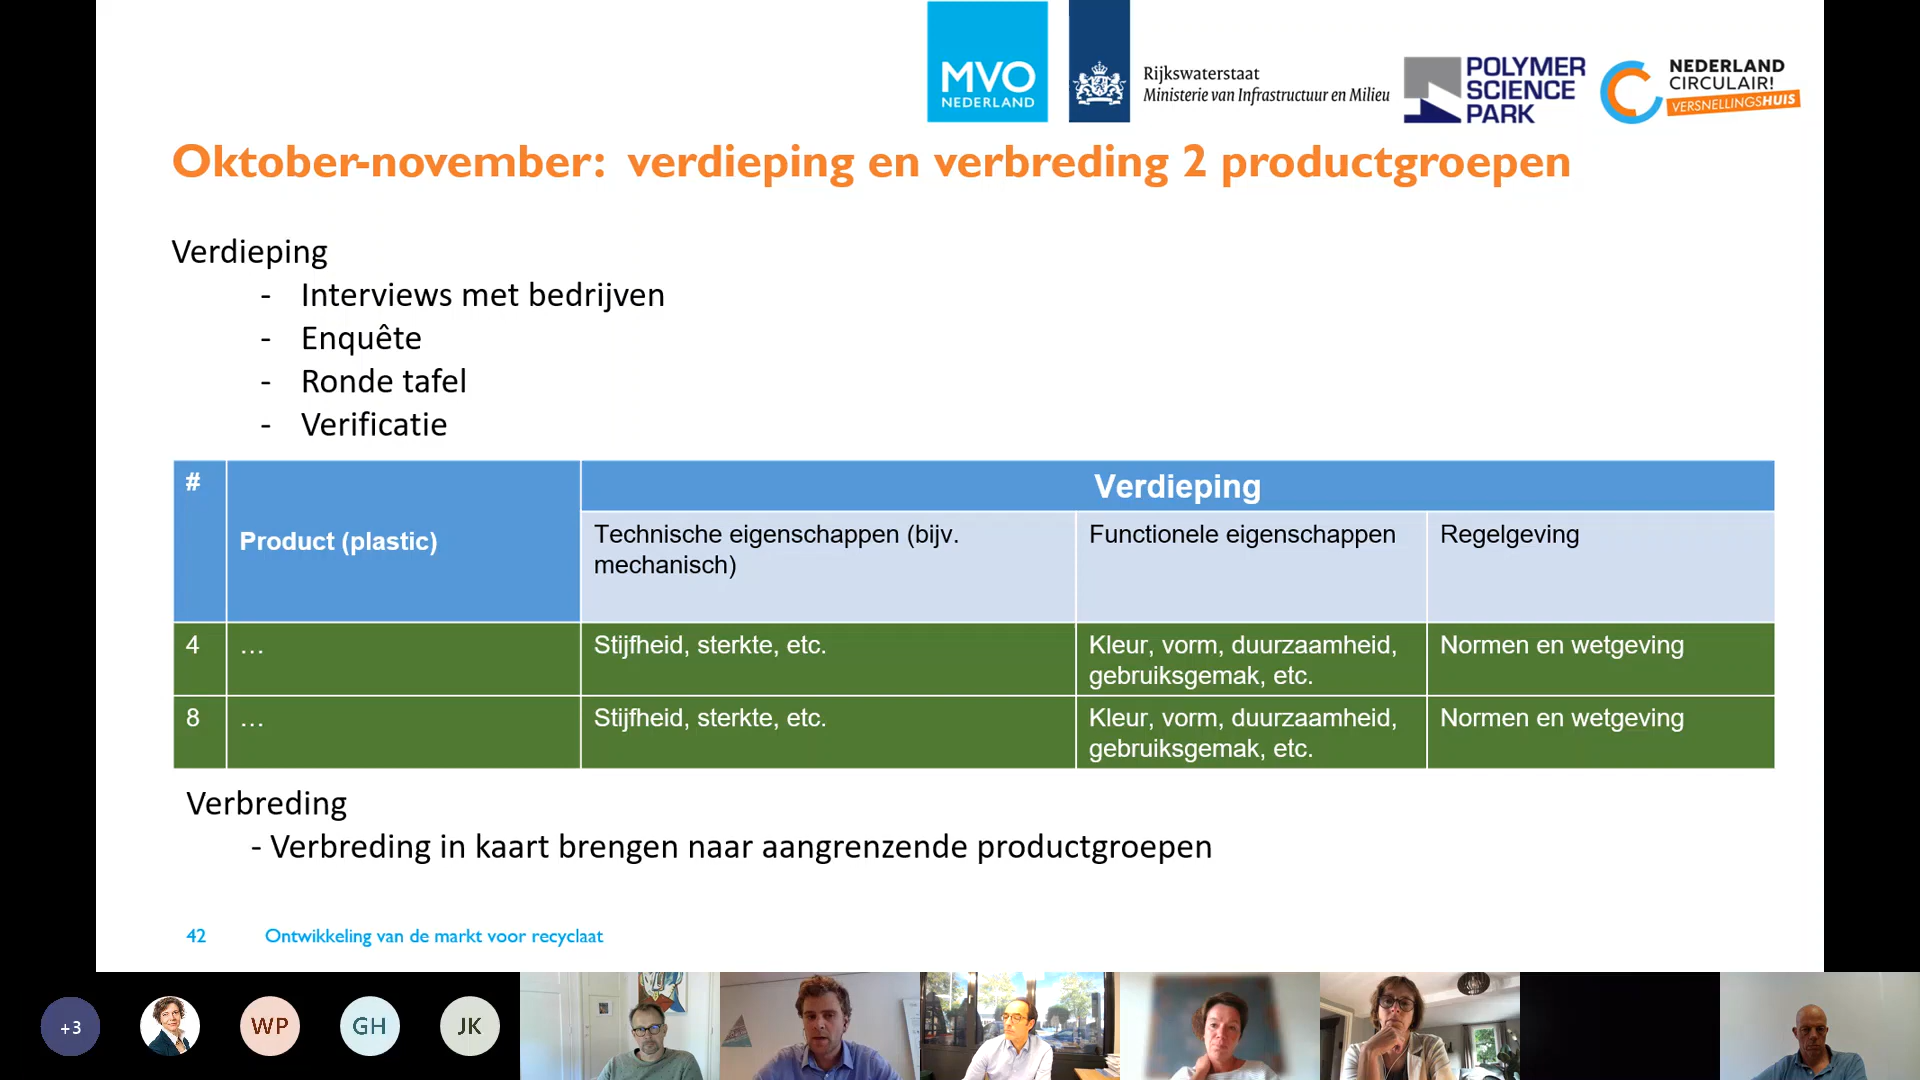 MVO
NEDERLAND
Rijkswaterstaat
Ministerie van Infrastructuur en Milieu
POLYMER
SCIENCE
PARK
NEDERLAND
CIRCULAIR!
VERSNELLINGSHUIS
Oktober-november: verdieping en verbreding 2 productgroepen
Verdieping
- Interviews met bedrijven
- Enquête
- Ronde tafel
- Verificatie
# Product (plastic) Verdieping
Technische eigenschappen (bijv.
mechanisch)
Functionele eigenschappen
Regelgeving
4 … Stijfheid, sterkte, etc. Kleur, vorm, duurzaamheid,
gebruiksgemak, etc.
Normen en wetgeving
8 … Stijfheid, sterkte, etc. Kleur, vorm, duurzaamheid,
gebruiksgemak, etc.
Normen en wetgeving
Verbreding
- Verbreding in kaart brengen naar aangrenzende productgroepen
42 Ontwikkeling van de markt voor recyclaat
+3 WP GH JK